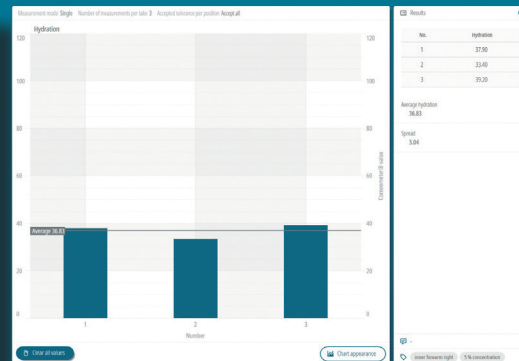 Measurement mode Single Number of measurements per take 3 Accepted tolerance per position Accept all
Hydration
120 120
100 100
80 80
60 60
40 40
20 20
0 0
Average 36.83
Corneometer® value
1 2 3
Number
Clear all values
Chart appearance
Results
No. Hydration
1 37.90
2 33.40
3 39.20
Average hydration
36.83
Spread
3.04
-
inner forearm right 5 % concentration